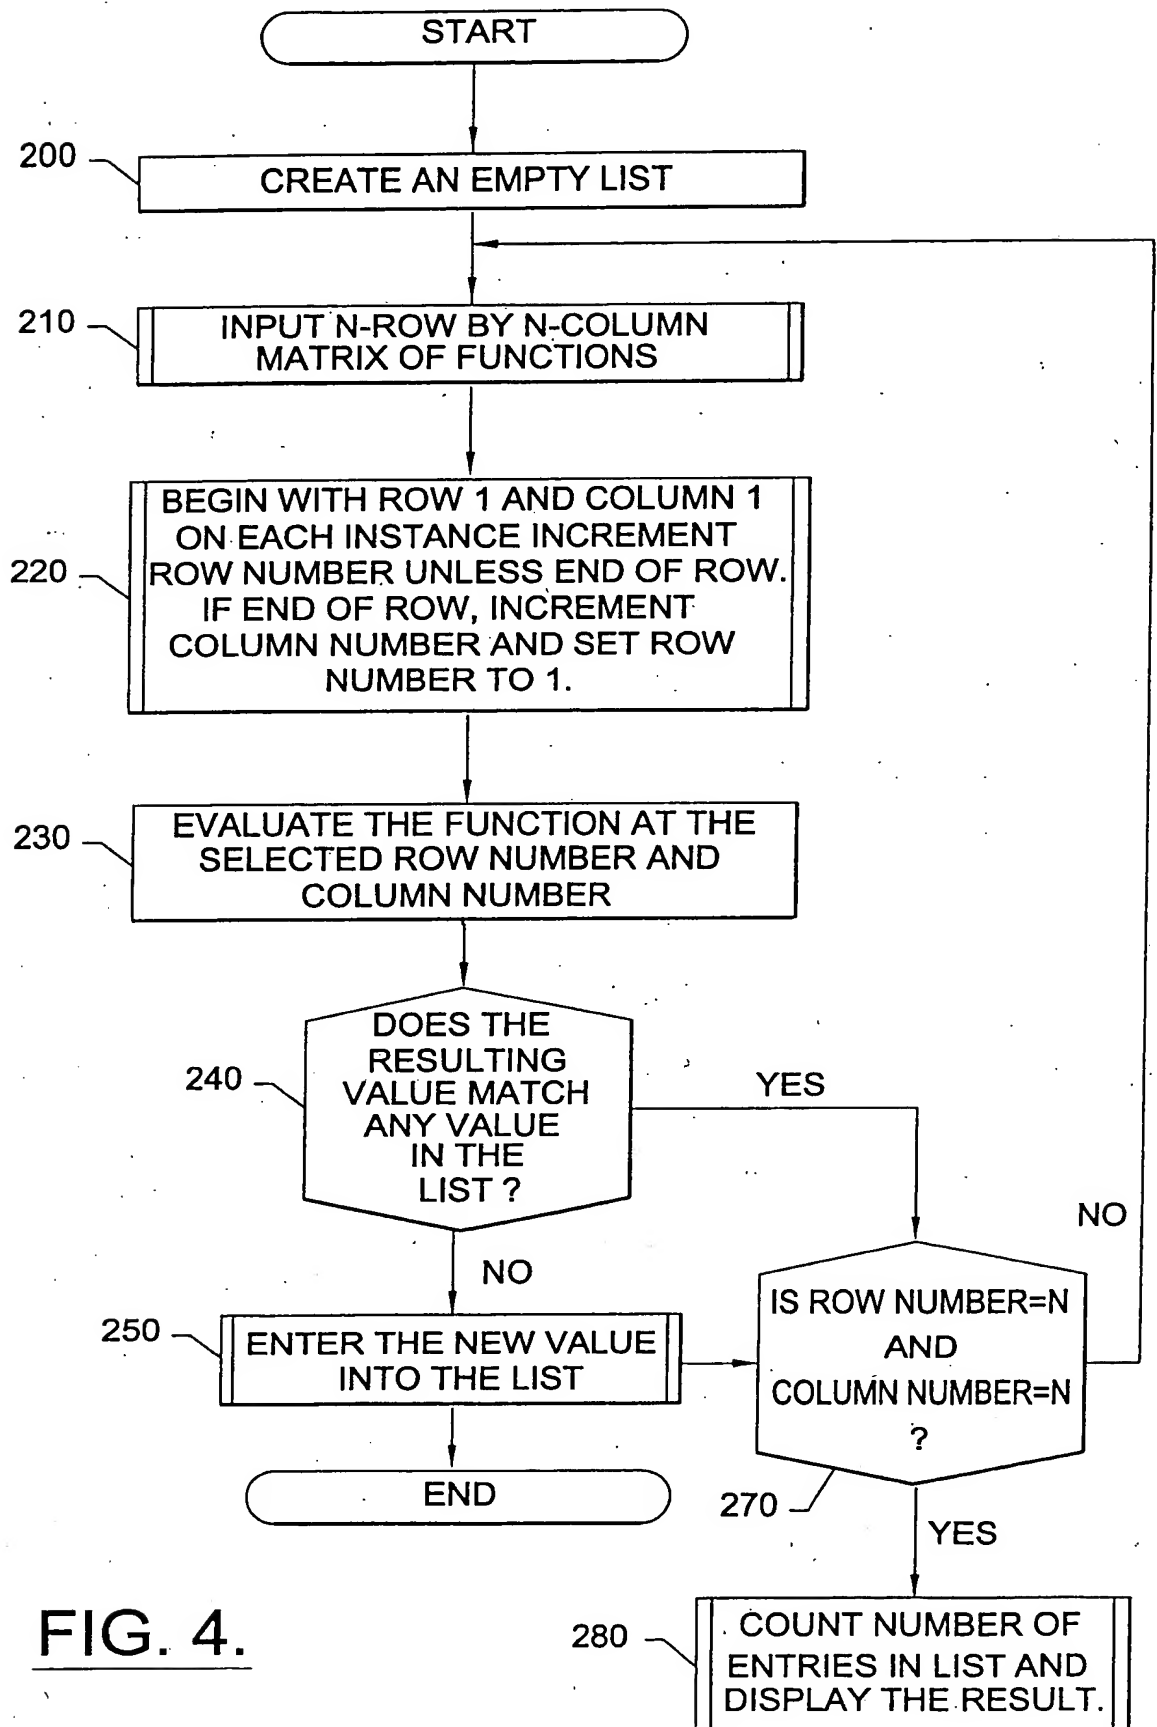 START
200
CREATE AN EMPTY LIST
210
INPUT N-ROW BY N-COLUMN
MATRIX OF FUNCTIONS
220
BEGIN WITH ROW 1 AND COLUMN 1
ON EACH INSTANCE INCREMENT
ROW NUMBER UNLESS END OF ROW.
IF END OF ROW, INCREMENT
COLUMN NUMBER AND SET ROW
NUMBER TO 1.
230
EVALUATE THE FUNCTION AT THE
SELECTED ROW NUMBER AND
COLUMN NUMBER
240
DOES THE
RESULTING
VALUE MATCH
ANY VALUE
IN THE
LIST ?
YES
NO
NO
250
ENTER THE NEW VALUE
INTO THE LIST
IS ROW NUMBER=N
AND
COLUMN NUMBER=N
?
END
270
YES
FIG. 4.
280
COUNT NUMBER OF
ENTRIES IN LIST AND
DISPLAY THE RESULT.